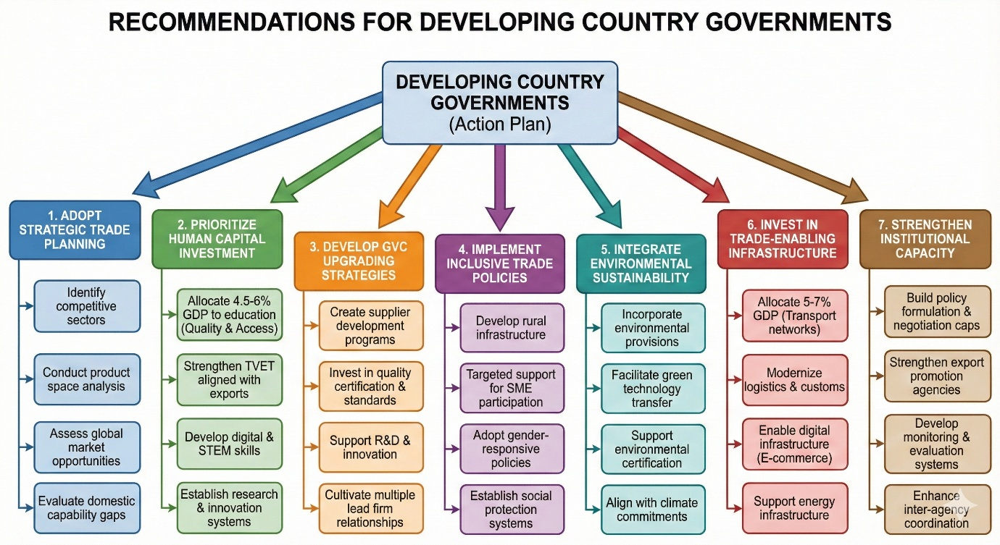 RECOMMENDATIONS FOR DEVELOPING COUNTRY GOVERNMENTS
DEVELOPING COUNTRY
GOVERNMENTS
(Action Plan)
1. ADOPT
STRATEGIC TRADE
PLANNING
Identify
competitive
sectors
Conduct product
space analysis
Assess global
market
opportunities
Evaluate domestic
capability gaps
2. PRIORITIZE
HUMAN CAPITAL
INVESTMENT
Allocate 4.5-6%
GDP to education
(Quality & Access)
Strengthen TVET
aligned with
exports
Develop digital &
STEM skills
Establish research
& innovation
systems
3. DEVELOP GVC
UPGRADING
STRATEGIES
Create supplier
development
programs
Invest in quality
certification &
standards
Support R&D &
innovation
Cultivate multiple
lead firm
relationships
4. IMPLEMENT
INCLUSIVE TRADE
POLICIES
Develop rural
infrastructure
Targeted support
for SME
participation
Adopt gender-
responsive
policies
Establish social
protection
systems
5. INTEGRATE
ENVIRONMENTAL
SUSTAINABILITY
Incorporate
environmental
provisions
Facilitate green
technology
transfer
Support
environmental
certification
Align with climate
commitments
6. INVEST IN
TRADE-ENABLING
INFRASTRUCTURE
Allocate 5-7%
GDP (Transport
networks)
Modernize
logistics & customs
Enable digital
infrastructure
(E-commerce)
Support energy
infrastructure
7. STRENGTHEN
INSTITUTIONAL
CAPACITY
Build policy
formulation &
negotiation caps
Strengthen export
promotion
agencies
Develop
monitoring &
evaluation
systems
Enhance
inter-agency
coordination